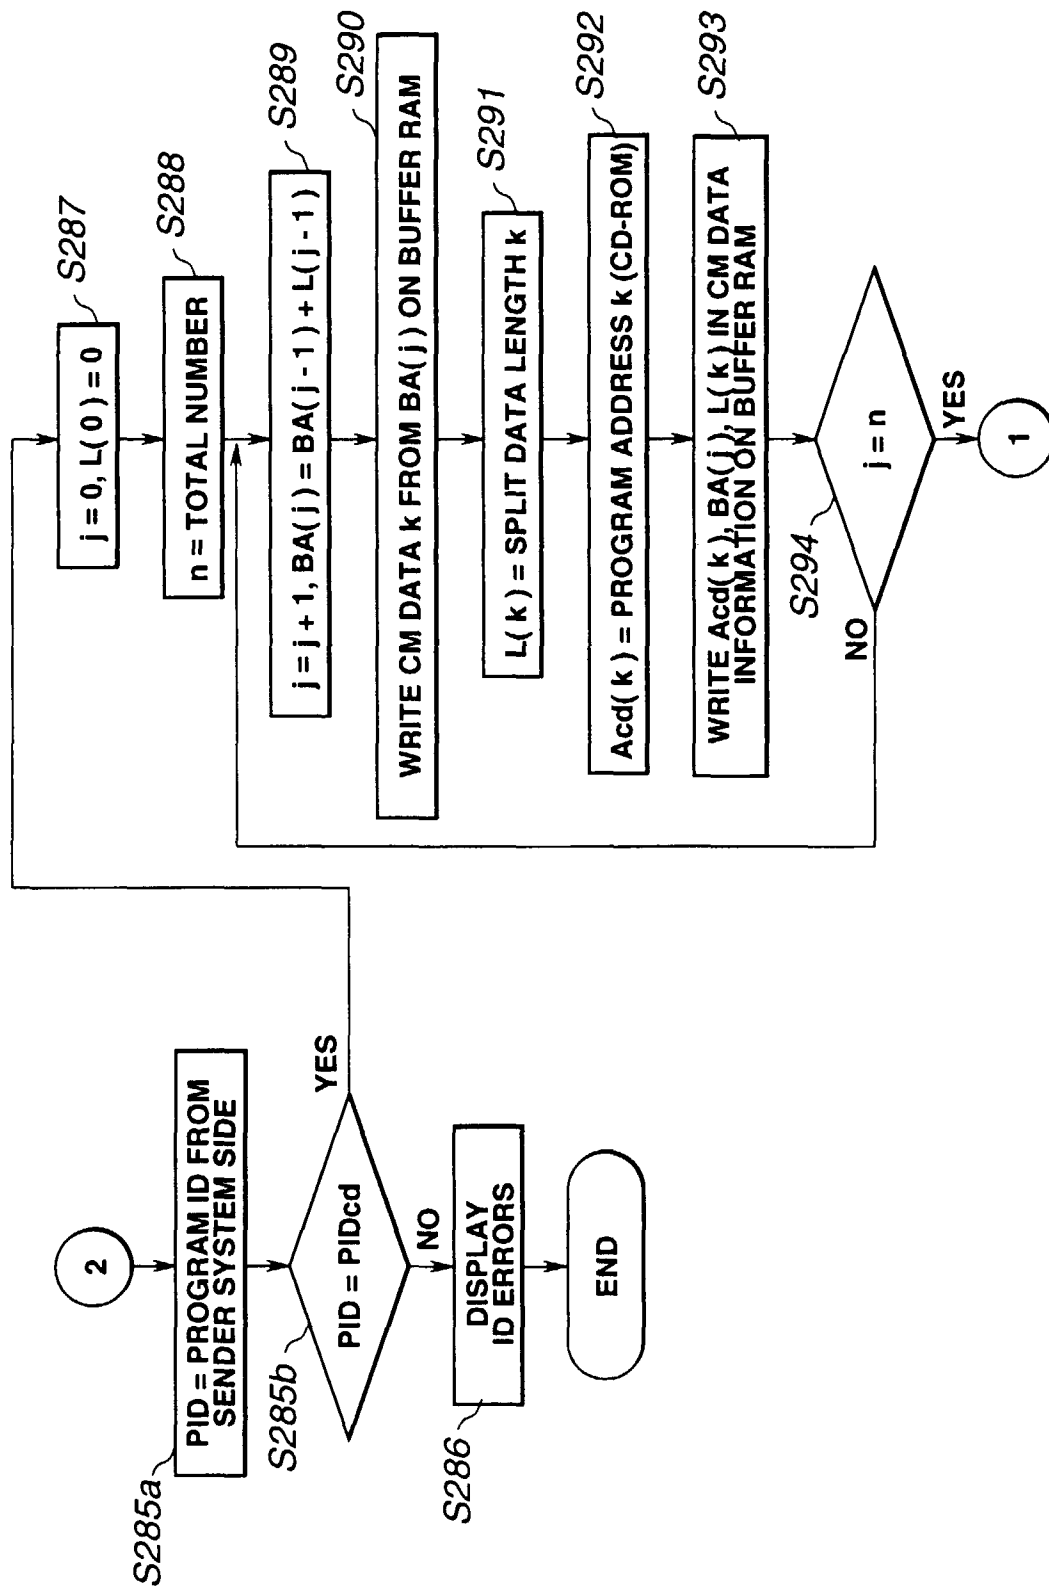 2
S285a
PID = PROGRAM ID FROM
SENDER SYSTEM SIDE
S285b
PID = PIDcd
YES
NO
S286
DISPLAY
ID ERRORS
END
S287
j = 0, L( 0 ) = 0
S288
n = TOTAL NUMBER
S289
j = j + 1, BA( j ) = BA( j - 1 ) + L( j - 1 )
S290
WRITE CM DATA k FROM BA( j ) ON BUFFER RAM
S291
L( k ) = SPLIT DATA LENGTH k
S292
Acd( k ) = PROGRAM ADDRESS k (CD-ROM)
S293
WRITE Acd( k ), BA( j ), L( k ) IN CM DATA
INFORMATION ON BUFFER RAM
S294
j = n
NO
YES
1